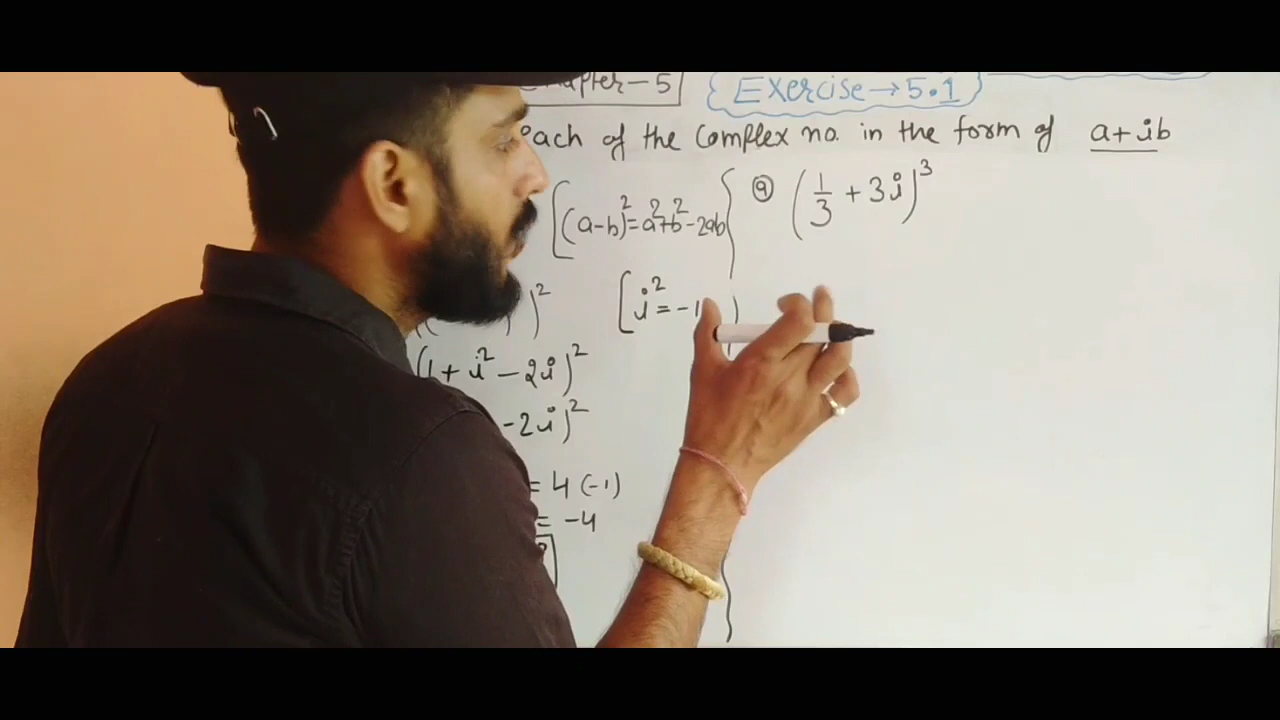 Chapter-5
Exercise→5.1
each of the Complex no. in the form of a+ib
[(a-b)²=a²+b²-2ab
⑨ (1/3 + 3i)³
)²
[i²=-1
(1+i²-2i)²
-2i)²
= 4(-1)
= -4